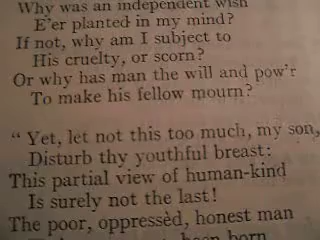 Why was an independent wish
E'er planted in my mind?
If not, why am I subject to
His cruelty, or scorn?
Or why has man the will and pow'r
To make his fellow mourn?
“ Yet, let not this too much, my son,
Disturb thy youthful breast:
This partial view of human-kind
Is surely not the last!
The poor, oppressèd, honest man
been born